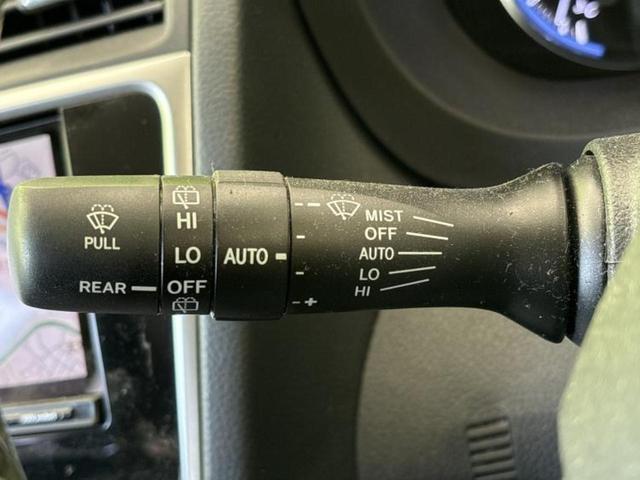 PULL
REAR
HI
LO
OFF
AUTO
- -
-
-
- +
MIST
OFF
AUTO
LO
HI